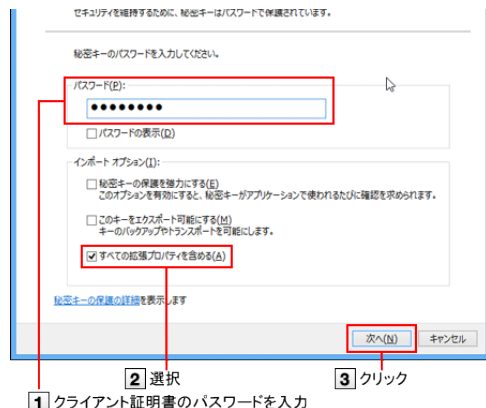 セキュリティを維持するために、秘密キーはパスワードで保護されています。
秘密キーのパスワードを入力してください。
パスワード(P):
●●●●●●●●
パスワードの表示(D)
インポート オプション(I):
秘密キーの保護を強力にする(E)
このオプションを有効にすると、秘密キーがアプリケーションで使われるたびに確認を求められます。
このキーをエクスポート可能にする(M)
キーのバックアップやトランスポートを可能にします。
すべての拡張プロパティを含める(A)
秘密キーの保護の詳細を表示します
次へ(N) キャンセル
2 選択 3 クリック
1 クライアント証明書のパスワードを入力